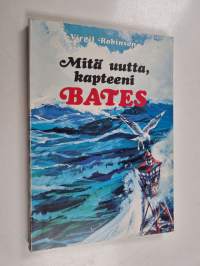 Virgil Robinson
Mitä uutta,
kapteeni
BATES